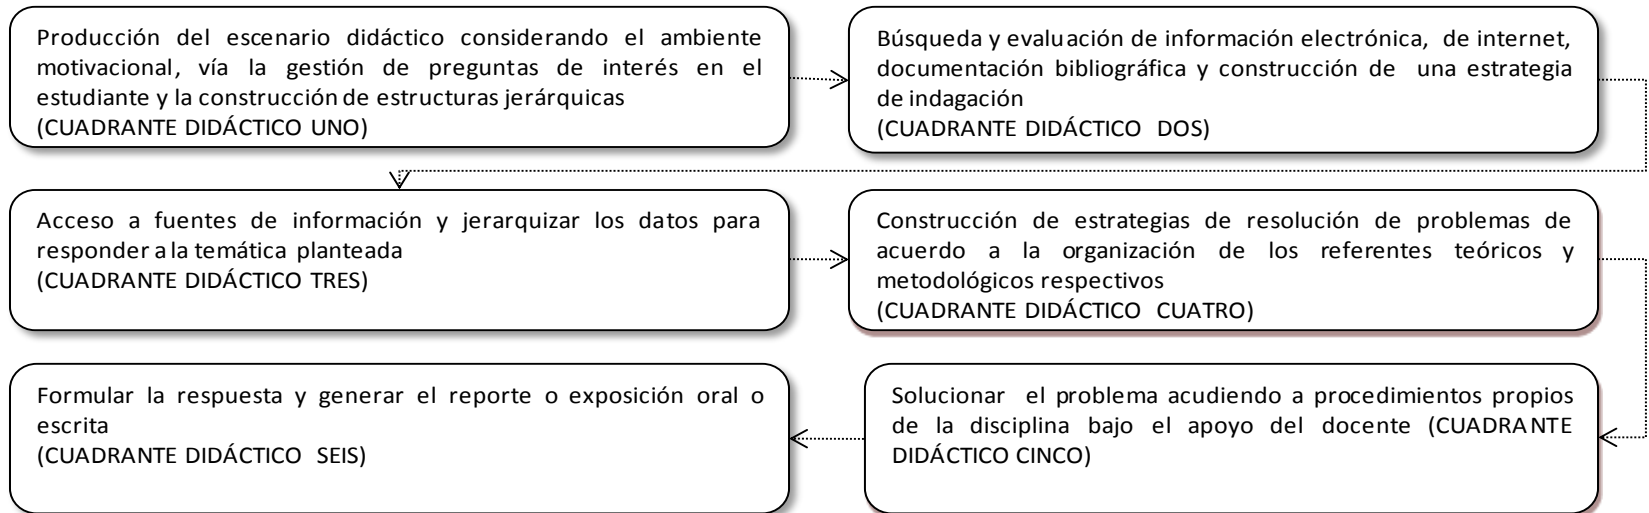 Producción del escenario didáctico considerando el ambiente
motivacional, vía la gestión de preguntas de interés en el
estudiante y la construcción de estructuras jerárquicas
(CUADRANTE DIDÁCTICO UNO)
Búsqueda y evaluación de información electrónica, de internet,
documentación bibliográfica y construcción de una estrategia
de indagación
(CUADRANTE DIDÁCTICO DOS)
Acceso a fuentes de información y jerarquizar los datos para
responder a la temática planteada
(CUADRANTE DIDÁCTICO TRES)
Construcción de estrategias de resolución de problemas de
acuerdo a la organización de los referentes teóricos y
metodológicos respectivos
(CUADRANTE DIDÁCTICO CUATRO)
Solucionar el problema acudiendo a procedimientos propios
de la disciplina bajo el apoyo del docente (CUADRANTE
DIDÁCTICO CINCO)
Formular la respuesta y generar el reporte o exposición oral o
escrita
(CUADRANTE DIDÁCTICO SEIS)